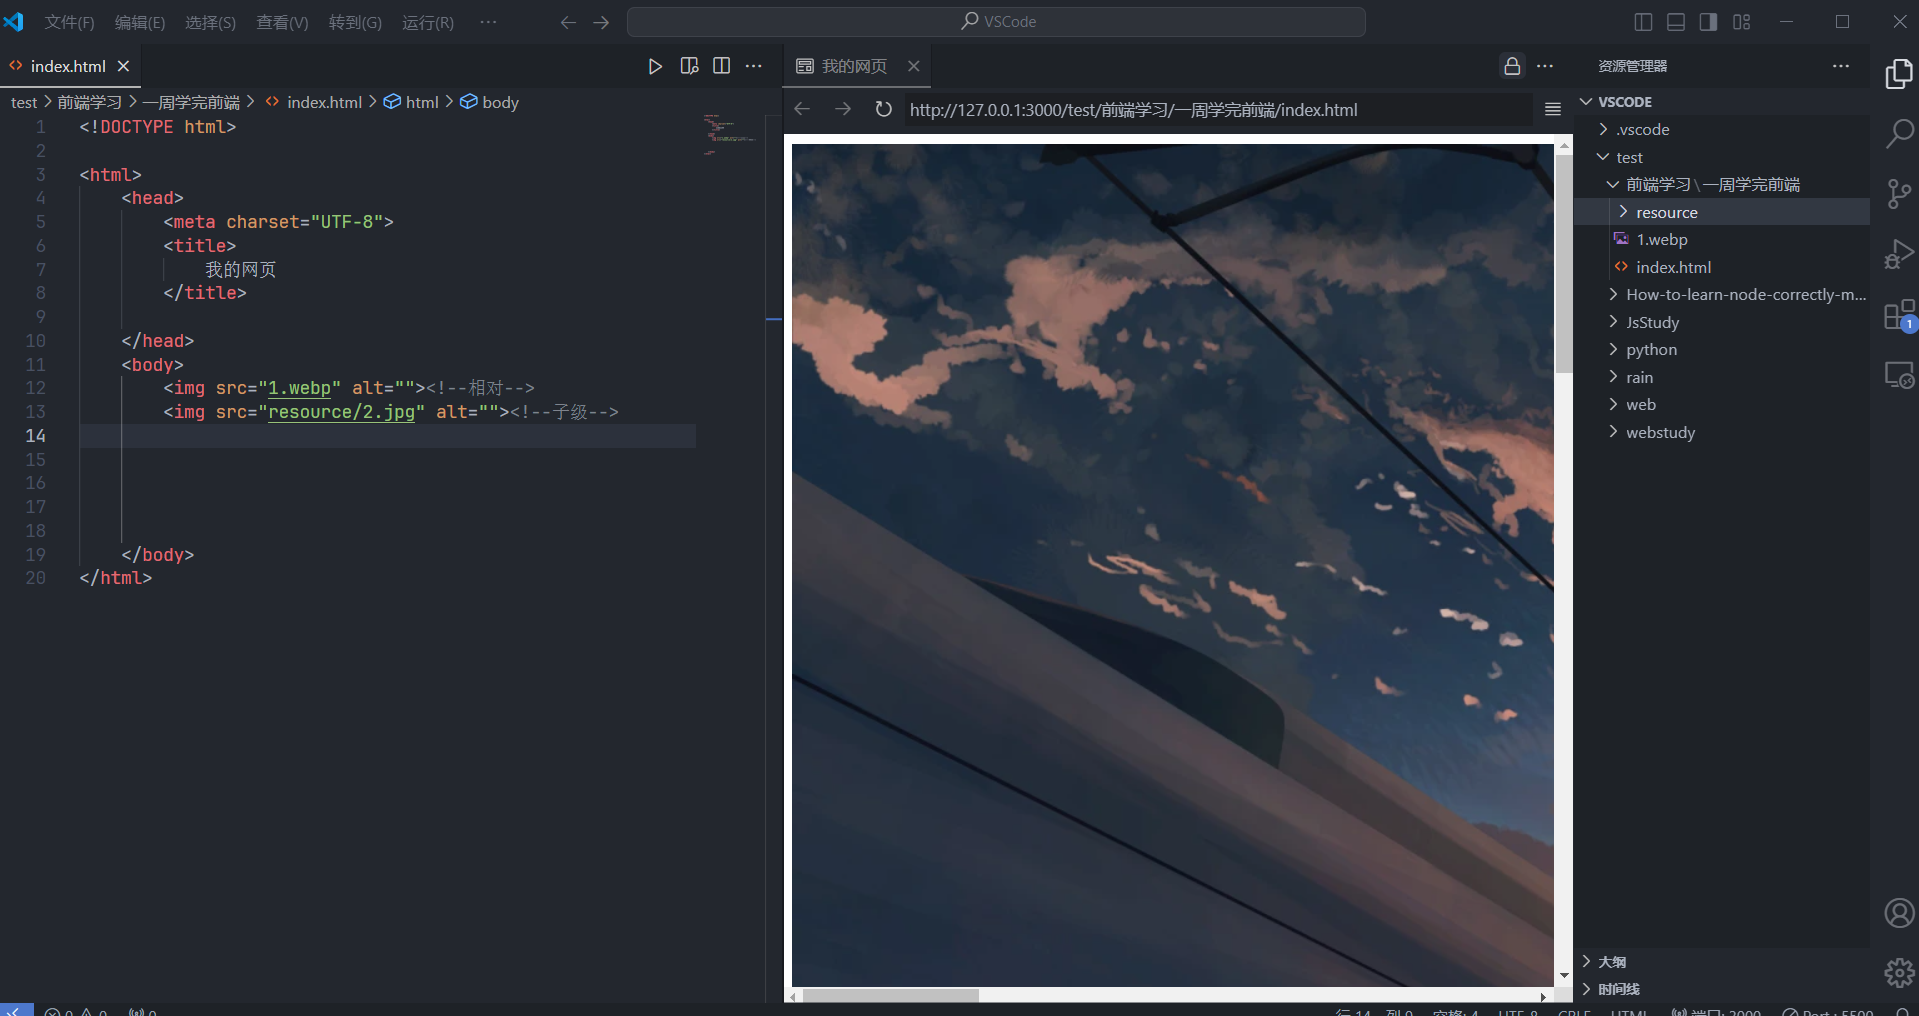 文件(F) 编辑(E) 选择(S) 查看(V) 转到(G) 运行(R) ··· VSCode
index.html
test > 前端学习 > 一周学完前端 > index.html > html > body
1 <!DOCTYPE html>
2
3 <html>
4 <head>
5 <meta charset="UTF-8">
6 <title>
7 我的网页
8 </title>
9
10 </head>
11 <body>
12 <img src="1.webp" alt=""><!--相对-->
13 <img src="resource/2.jpg" alt=""><!--子级-->
14
15
16
17
18
19 </body>
20 </html>
我的网页
http://127.0.0.1:3000/test/前端学习/一周学完前端/index.html
资源管理器
VSCODE
.vscode
test
前端学习\一周学完前端
resource
1.webp
index.html
How-to-learn-node-correctly-m...
JsStudy
python
rain
web
webstudy
大纲
时间线
1
0 0 0
行 14，列 9 空格: 4 UTF-8 CRLF HTML 端口: 3000 Port : 5500